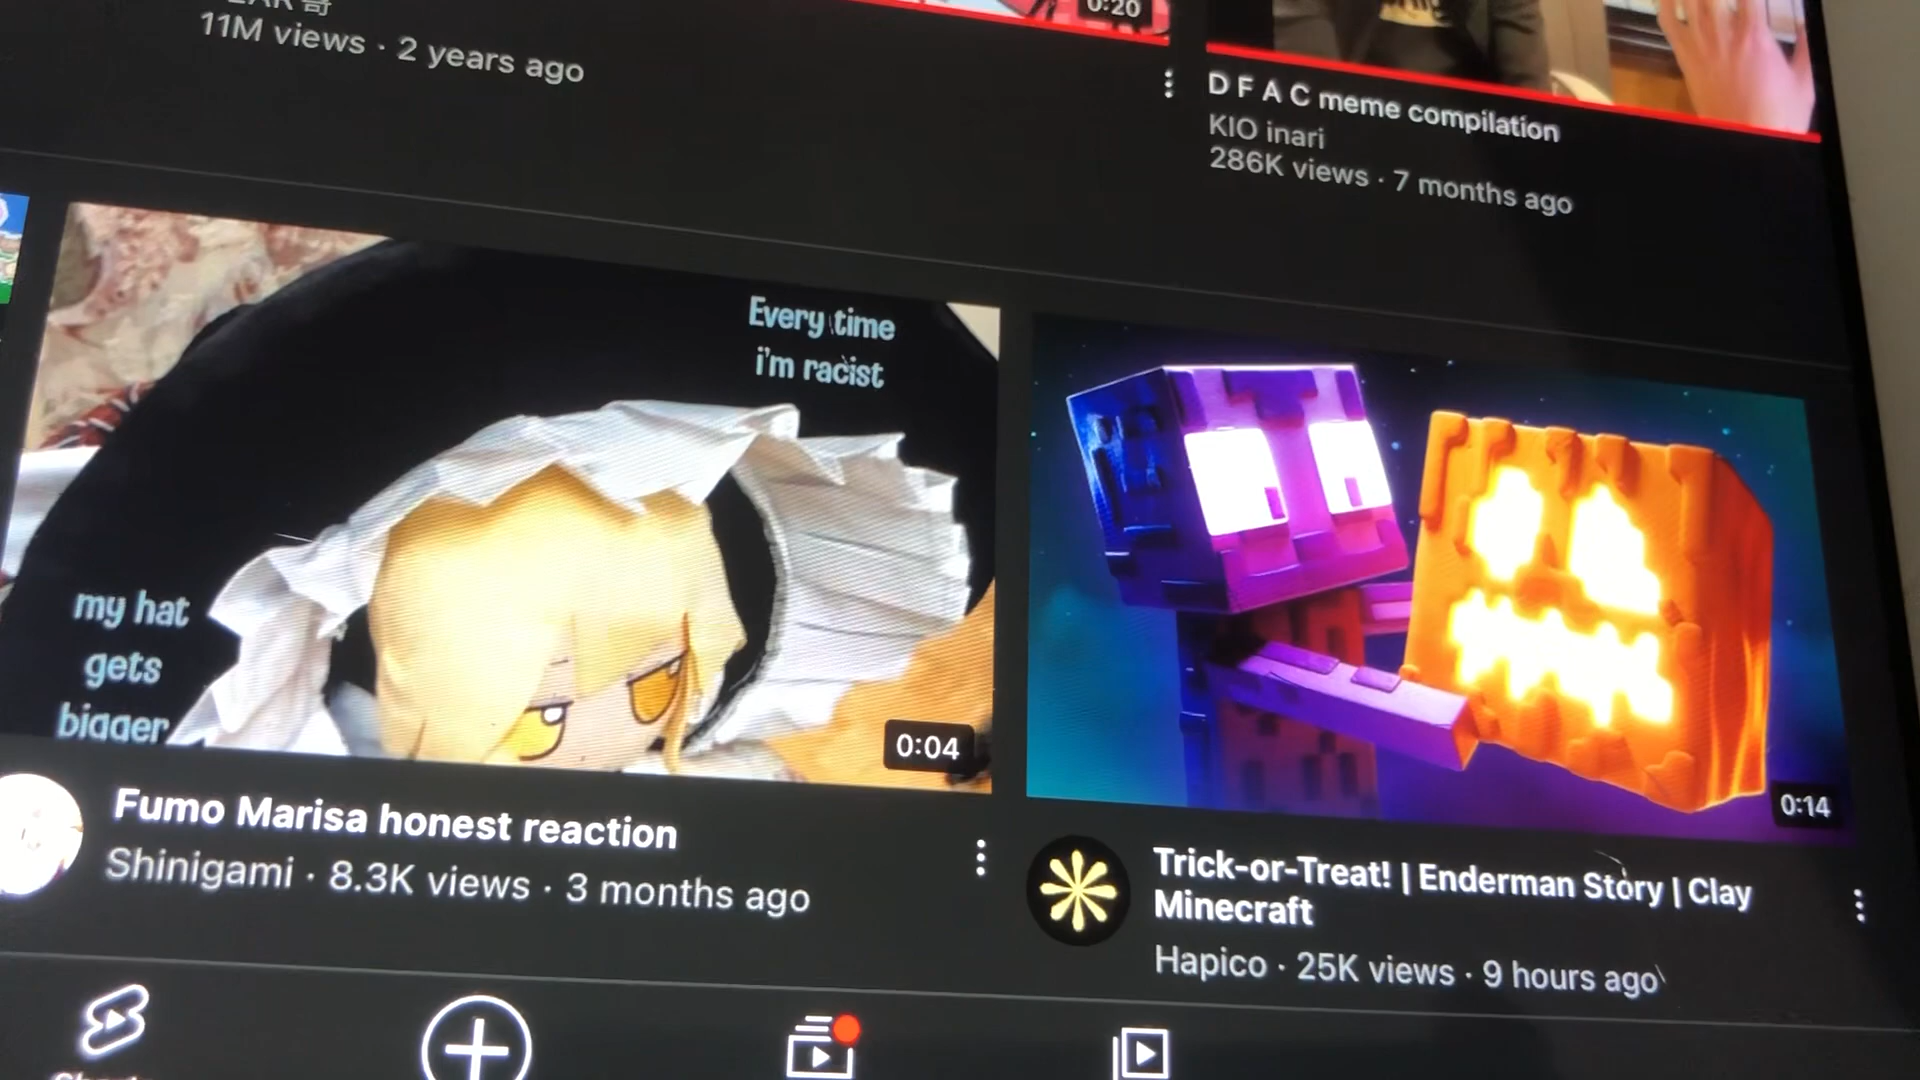 11M views · 2 years ago
0:20
D F A C meme compilation
KIO inari
286K views · 7 months ago
Every time
i'm racist
my hat
gets
bigger
0:04
Fumo Marisa honest reaction
Shinigami · 8.3K views · 3 months ago
0:14
Trick-or-Treat! | Enderman Story | Clay
Minecraft
Hapico · 25K views · 9 hours ago